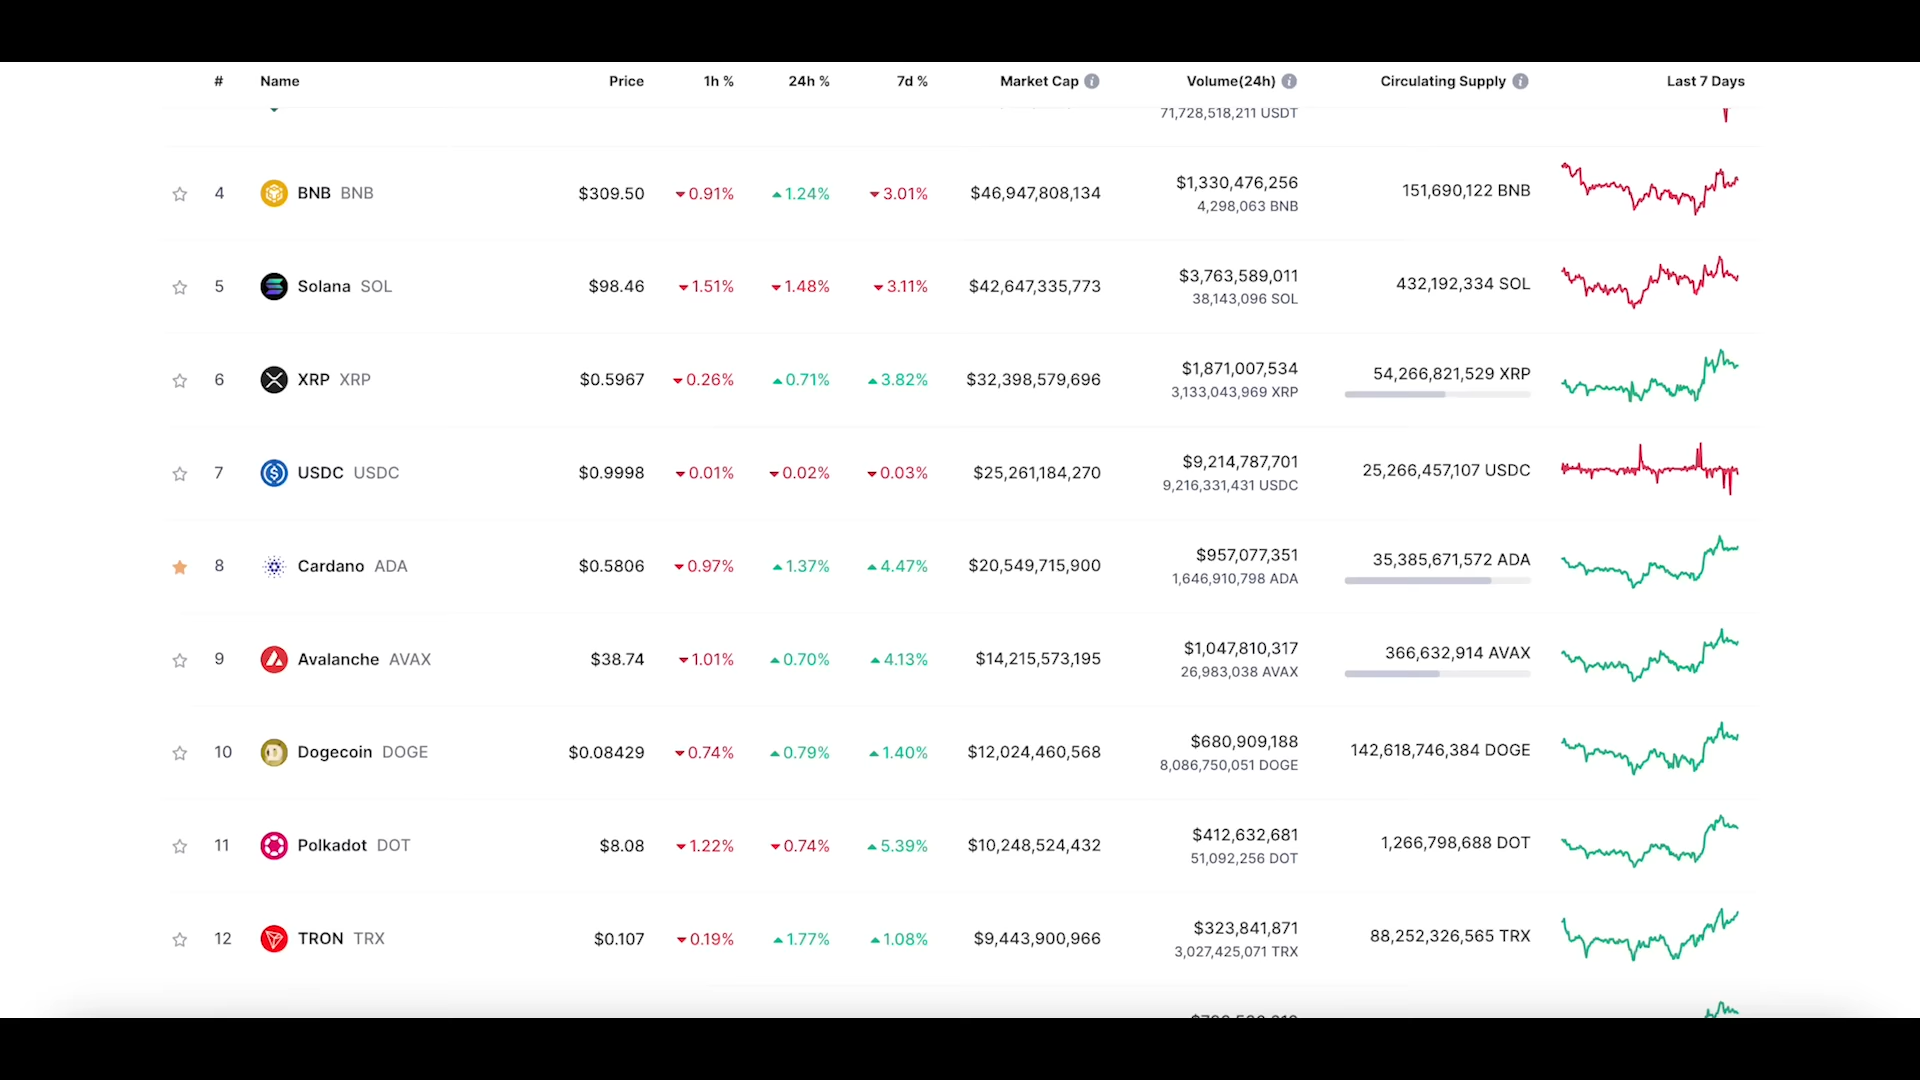 # Name Price 1h % 24h % 7d % Market Cap Volume(24h) Circulating Supply Last 7 Days
71,728,518,211 USDT
4 BNB BNB $309.50 0.91% 1.24% 3.01% $46,947,808,134 $1,330,476,256 151,690,122 BNB
4,298,063 BNB
5 Solana SOL $98.46 1.51% 1.48% 3.11% $42,647,335,773 $3,763,589,011 432,192,334 SOL
38,143,096 SOL
6 XRP XRP $0.5967 0.26% 0.71% 3.82% $32,398,579,696 $1,871,007,534 54,266,821,529 XRP
3,133,043,969 XRP
7 USDC USDC $0.9998 0.01% 0.02% 0.03% $25,261,184,270 $9,214,787,701 25,266,457,107 USDC
9,216,331,431 USDC
8 Cardano ADA $0.5806 0.97% 1.37% 4.47% $20,549,715,900 $957,077,351 35,385,671,572 ADA
1,646,910,798 ADA
9 Avalanche AVAX $38.74 1.01% 0.70% 4.13% $14,215,573,195 $1,047,810,317 366,632,914 AVAX
26,983,038 AVAX
10 Dogecoin DOGE $0.08429 0.74% 0.79% 1.40% $12,024,460,568 $680,909,188 142,618,746,384 DOGE
8,086,750,051 DOGE
11 Polkadot DOT $8.08 1.22% 0.74% 5.39% $10,248,524,432 $412,632,681 1,266,798,688 DOT
51,092,256 DOT
12 TRON TRX $0.107 0.19% 1.77% 1.08% $9,443,900,966 $323,841,871 88,252,326,565 TRX
3,027,425,071 TRX